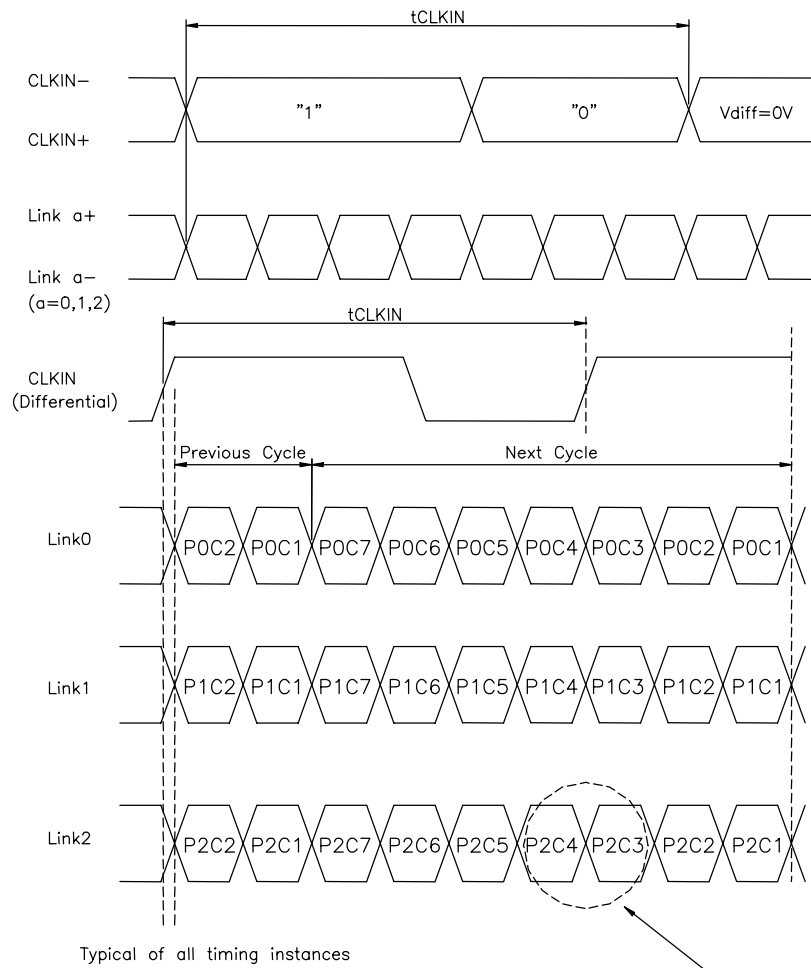 tCLKIN
CLKIN−
"1" "0" Vdiff=0V
CLKIN+
Link a+
Link a−
(a=0,1,2)
tCLKIN
CLKIN
(Differential)
Previous Cycle Next Cycle
Link0 P0C2 P0C1 P0C7 P0C6 P0C5 P0C4 P0C3 P0C2 P0C1
Link1 P1C2 P1C1 P1C7 P1C6 P1C5 P1C4 P1C3 P1C2 P1C1
Link2 P2C2 P2C1 P2C7 P2C6 P2C5 P2C4 P2C3 P2C2 P2C1
Typical of all timing instances